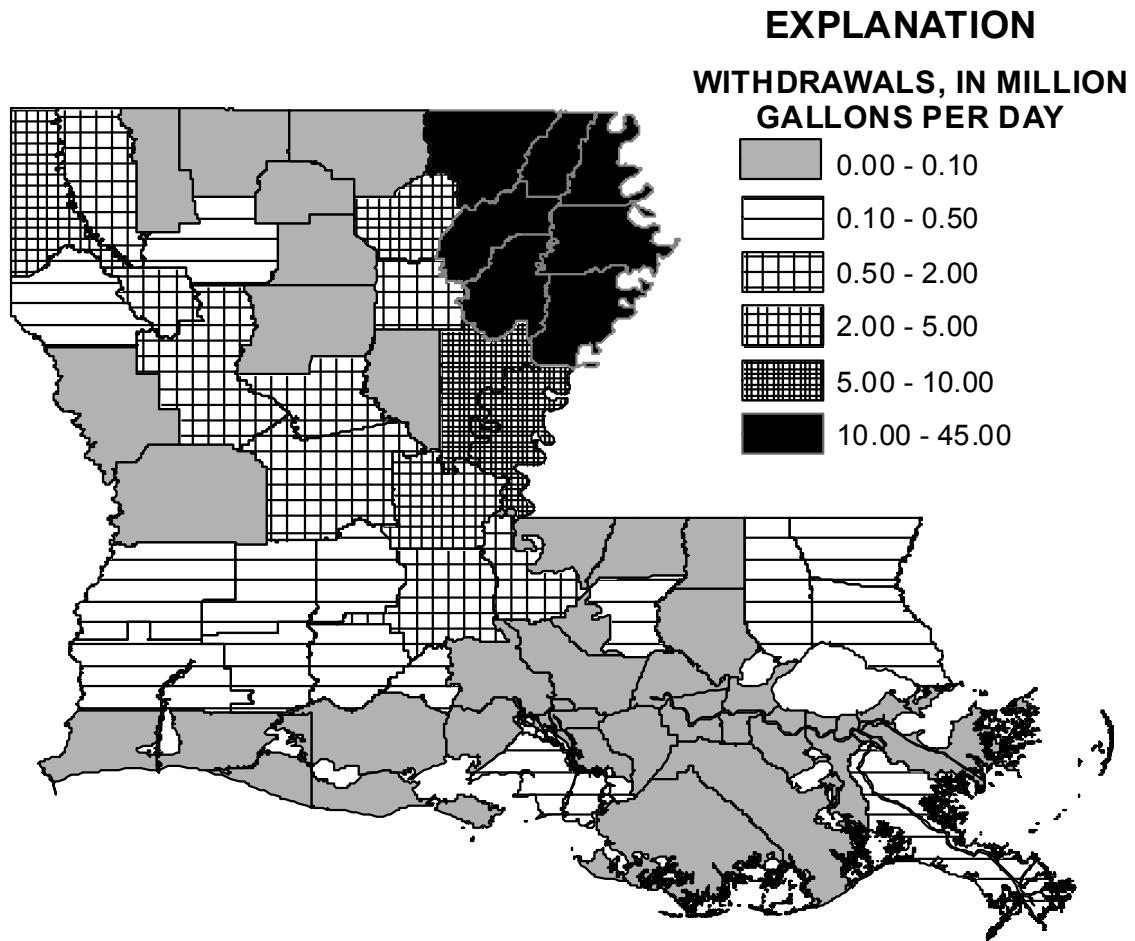 EXPLANATION
WITHDRAWALS, IN MILLION
GALLONS PER DAY
0.00 - 0.10
0.10 - 0.50
0.50 - 2.00
2.00 - 5.00
5.00 - 10.00
10.00 - 45.00